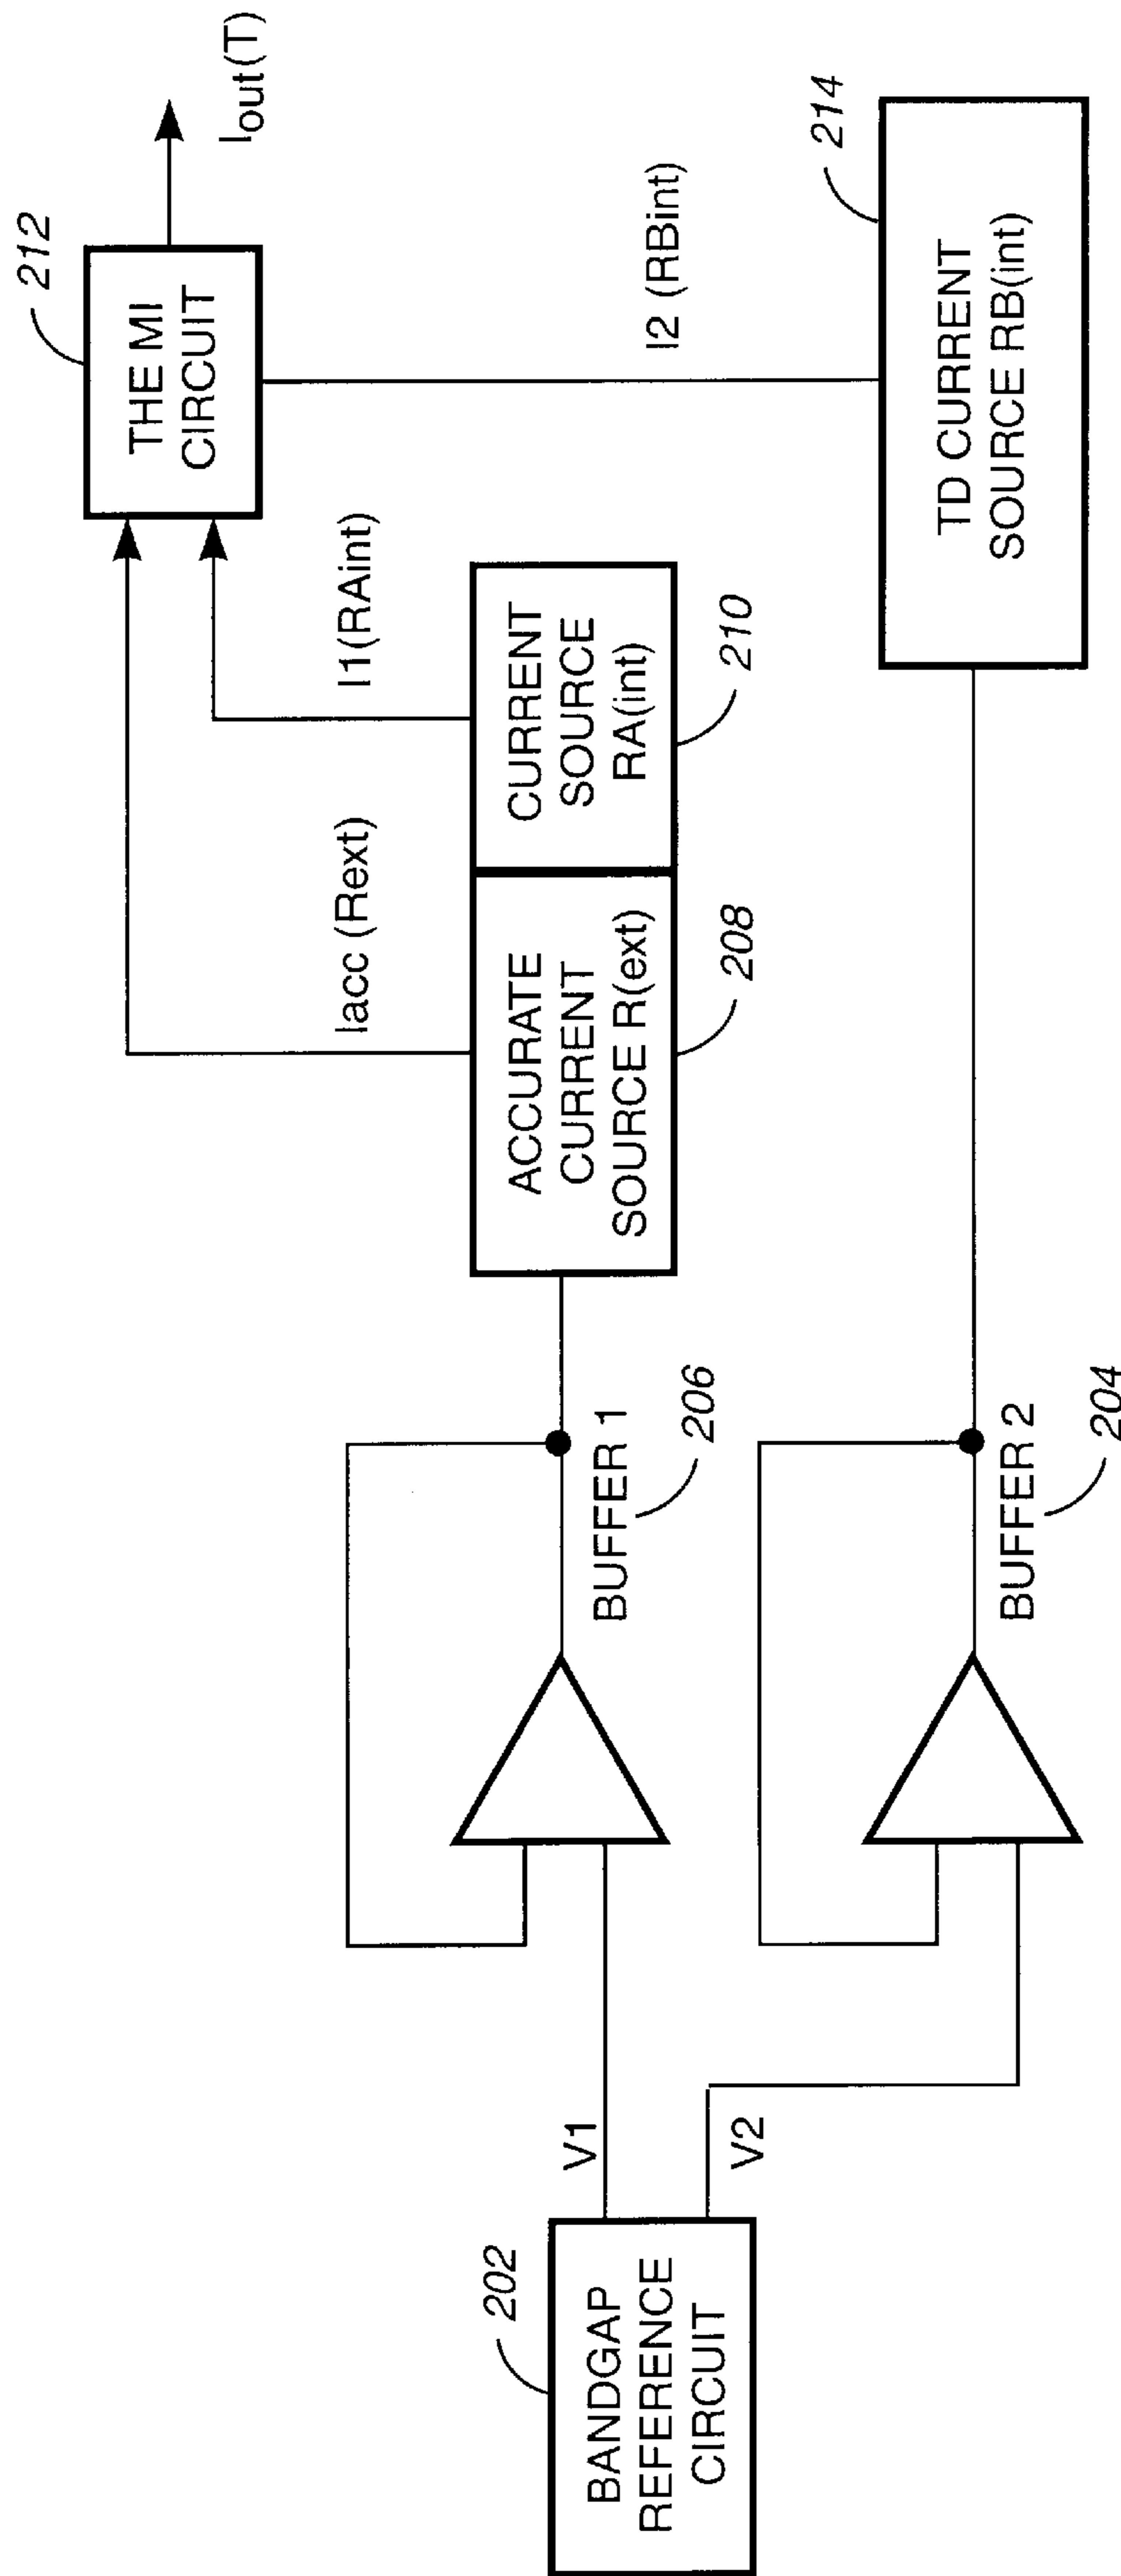 202
BANDGAP
REFERENCE
CIRCUIT
V1
V2
BUFFER 1
206
BUFFER 2
204
ACCURATE
CURRENT
SOURCE R(ext)
208
CURRENT
SOURCE
RA(int)
210
Iacc (Rext)
I1(RAint)
212
THE MI
CIRCUIT
Iout(T)
I2 (RBint)
214
TD CURRENT
SOURCE RB(int)